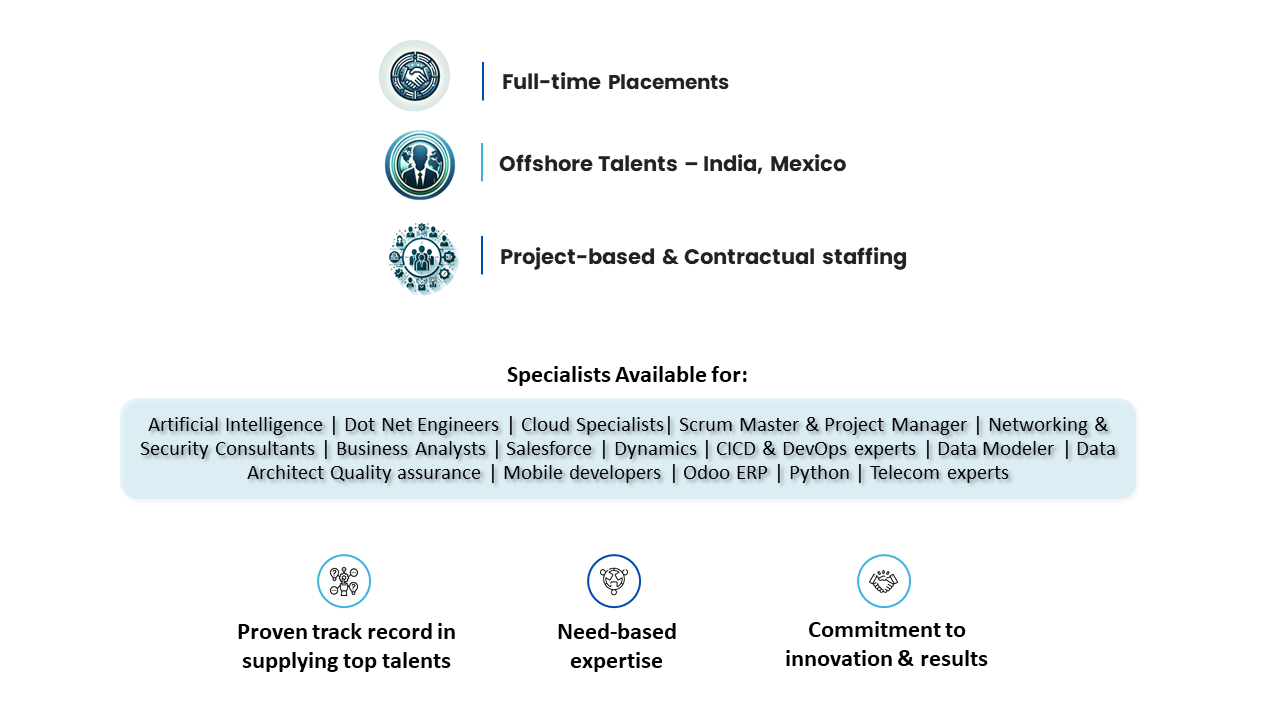 Full-time Placements
Offshore Talents – India, Mexico
Project-based & Contractual staffing
Specialists Available for:
Artificial Intelligence | Dot Net Engineers | Cloud Specialists| Scrum Master & Project Manager | Networking &
Security Consultants | Business Analysts | Salesforce | Dynamics | CICD & DevOps experts | Data Modeler | Data
Architect Quality assurance | Mobile developers | Odoo ERP | Python | Telecom experts
Proven track record in
supplying top talents
Need-based
expertise
Commitment to
innovation & results